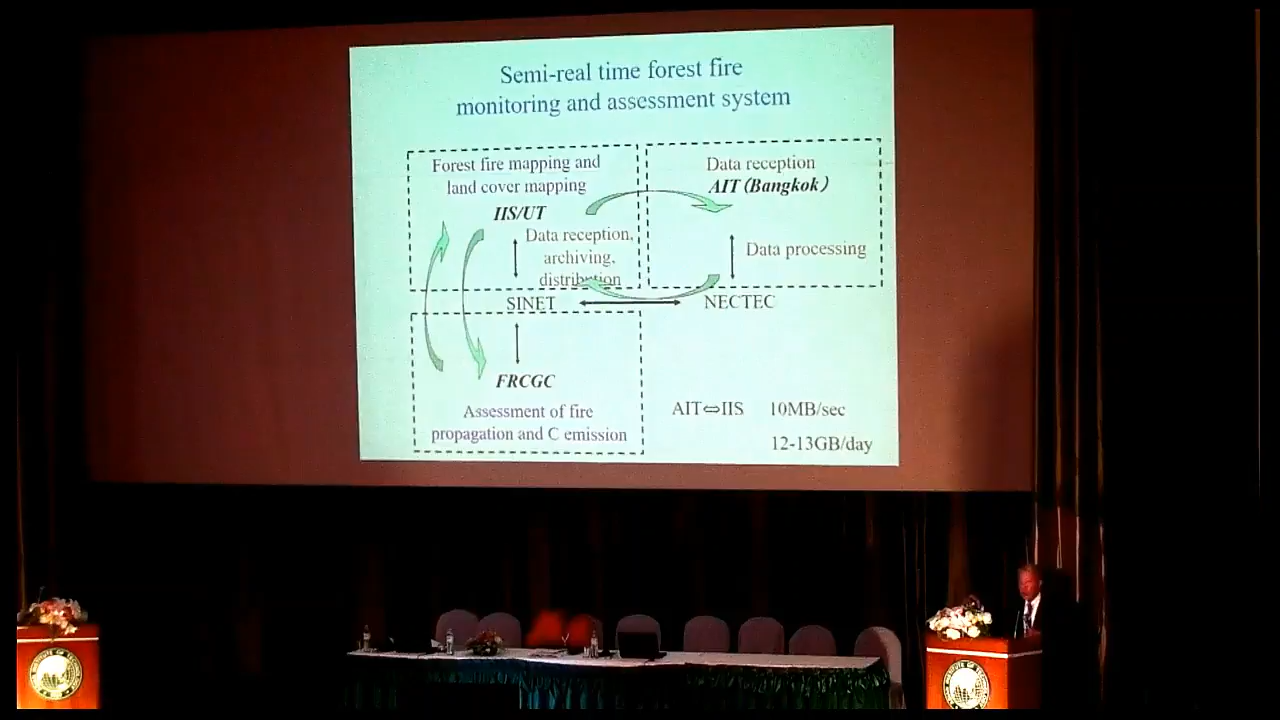 Semi-real time forest fire
monitoring and assessment system
Forest fire mapping and
land cover mapping
IIS/UT
Data reception,
archiving,
distribution
SINET
Data reception
AIT (Bangkok)
Data processing
NECTEC
FRCGC
Assessment of fire
propagation and C emission
AIT⇔IIS 10MB/sec
12-13GB/day